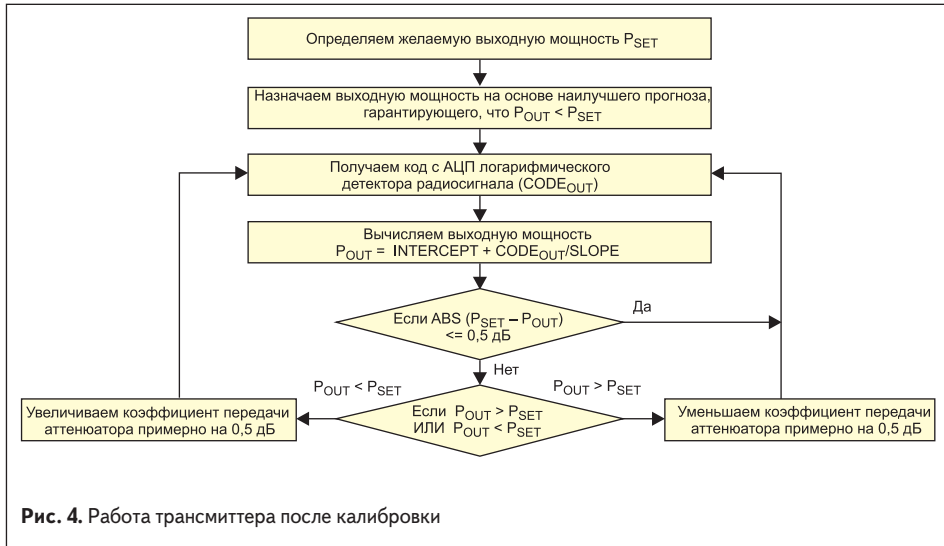 Определяем желаемую выходную мощность PSET
Назначаем выходную мощность на основе наилучшего прогноза,
гарантирующего, что POUT < PSET
Получаем код с АЦП логарифмического
детектора радиосигнала (CODEOUT)
Вычисляем выходную мощность
POUT = INTERCEPT + CODEOUT/SLOPE
Если ABS (PSET – POUT)
<= 0,5 дБ
Да
Нет
POUT < PSET
POUT > PSET
Увеличиваем коэффициент передачи
аттенюатора примерно на 0,5 дБ
Если POUT > PSET
ИЛИ POUT < PSET
Уменьшаем коэффициент передачи
аттенюатора примерно на 0,5 дБ
Рис. 4. Работа трансмиттера после калибровки